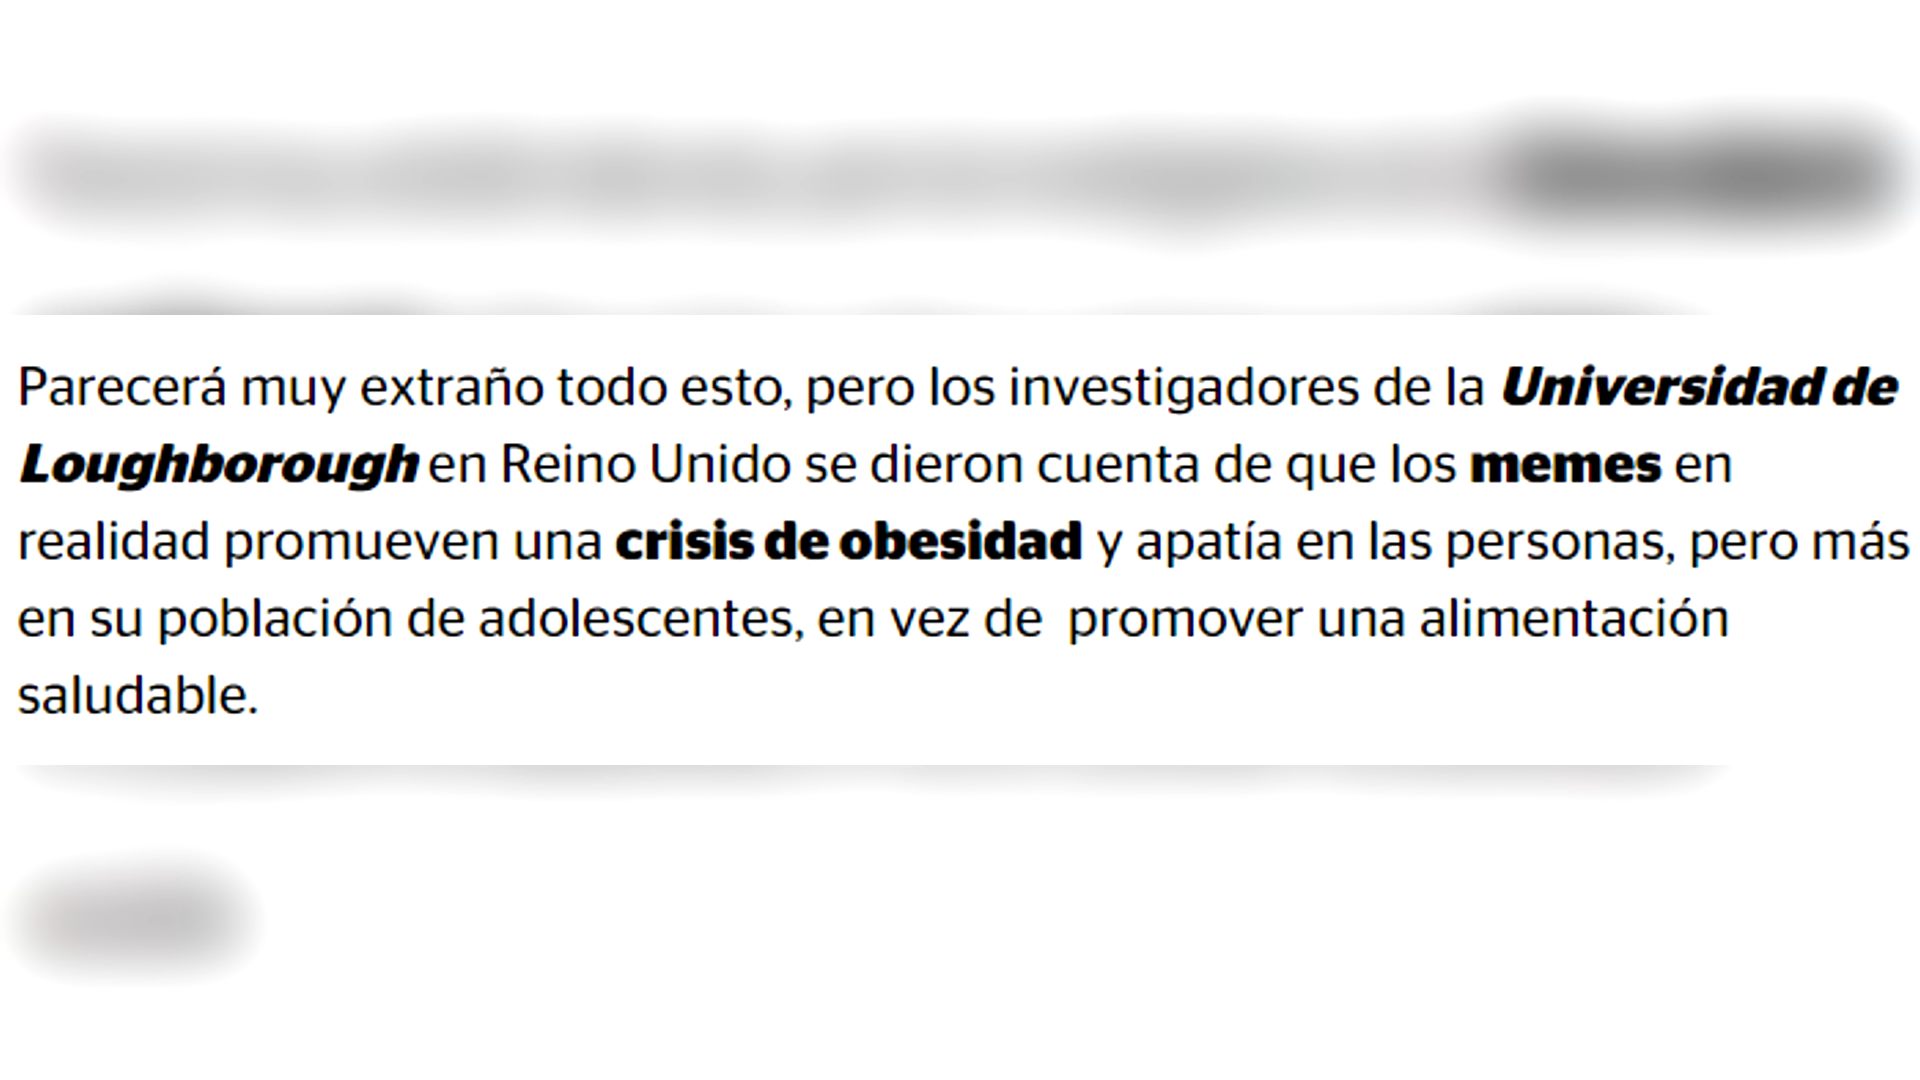 Parecerá muy extraño todo esto, pero los investigadores de la Universidad de
Loughborough en Reino Unido se dieron cuenta de que los memes en
realidad promueven una crisis de obesidad y apatía en las personas, pero más
en su población de adolescentes, en vez de  promover una alimentación
saludable.